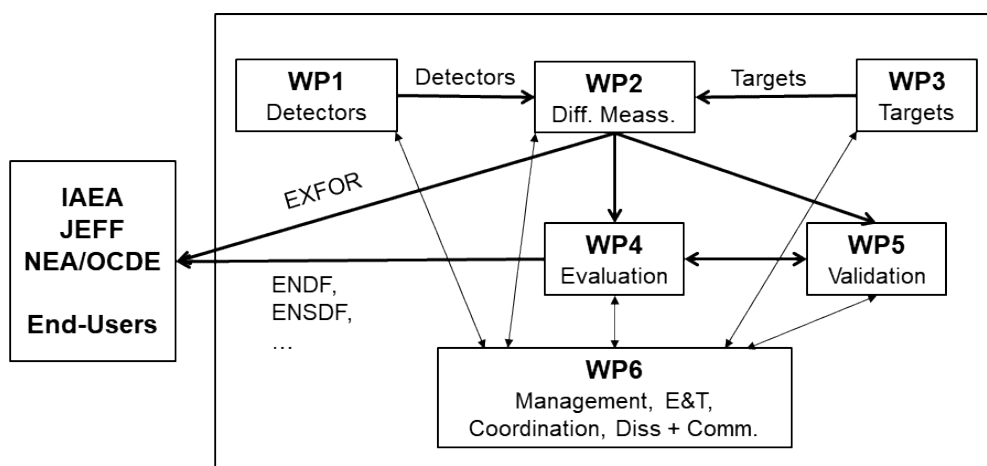 WP1
Detectors
Detectors
WP2
Diff. Meass.
Targets
WP3
Targets
IAEA
JEFF
NEA/OCDE
End-Users
EXFOR
WP4
Evaluation
WP5
Validation
ENDF,
ENSDF,
...
WP6
Management, E&T,
Coordination, Diss + Comm.